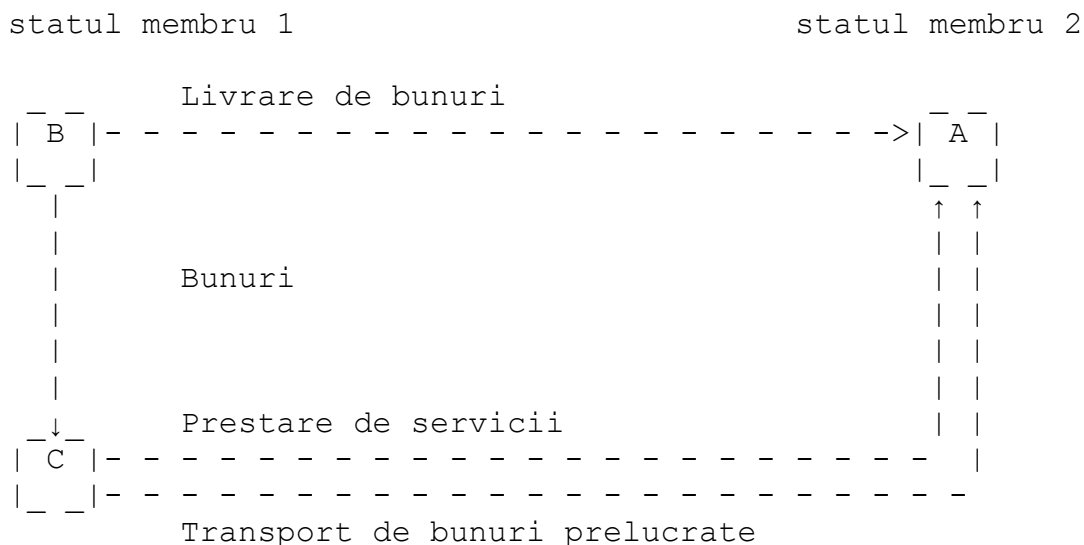 statul membru 1 statul membru 2
Livrare de bunuri
B A
Bunuri
Prestare de servicii
C
Transport de bunuri prelucrate